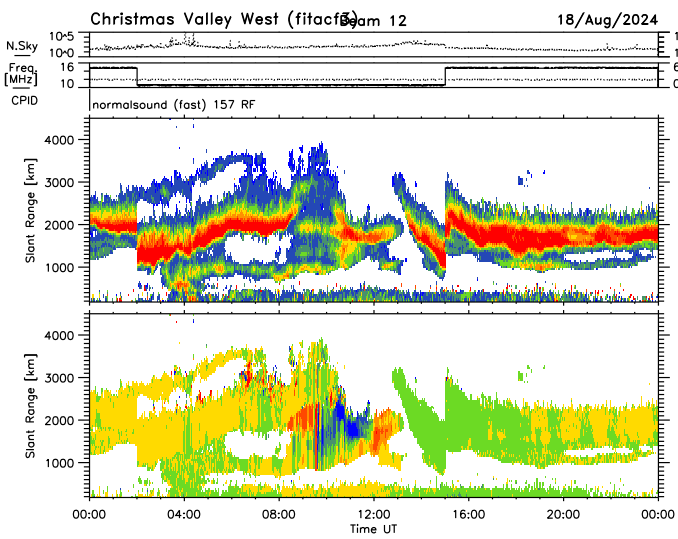 Christmas Valley West (fitacf3) Beam 12 18/Aug/2024
N.Sky 10^5 10^0
Freq. [MHz] 16 10
CPID normalsound (fast) 157 RF
Slant Range [km] 4000 3000 2000 1000
Slant Range [km] 4000 3000 2000 1000
00:00 04:00 08:00 12:00 16:00 20:00 00:00
Time UT